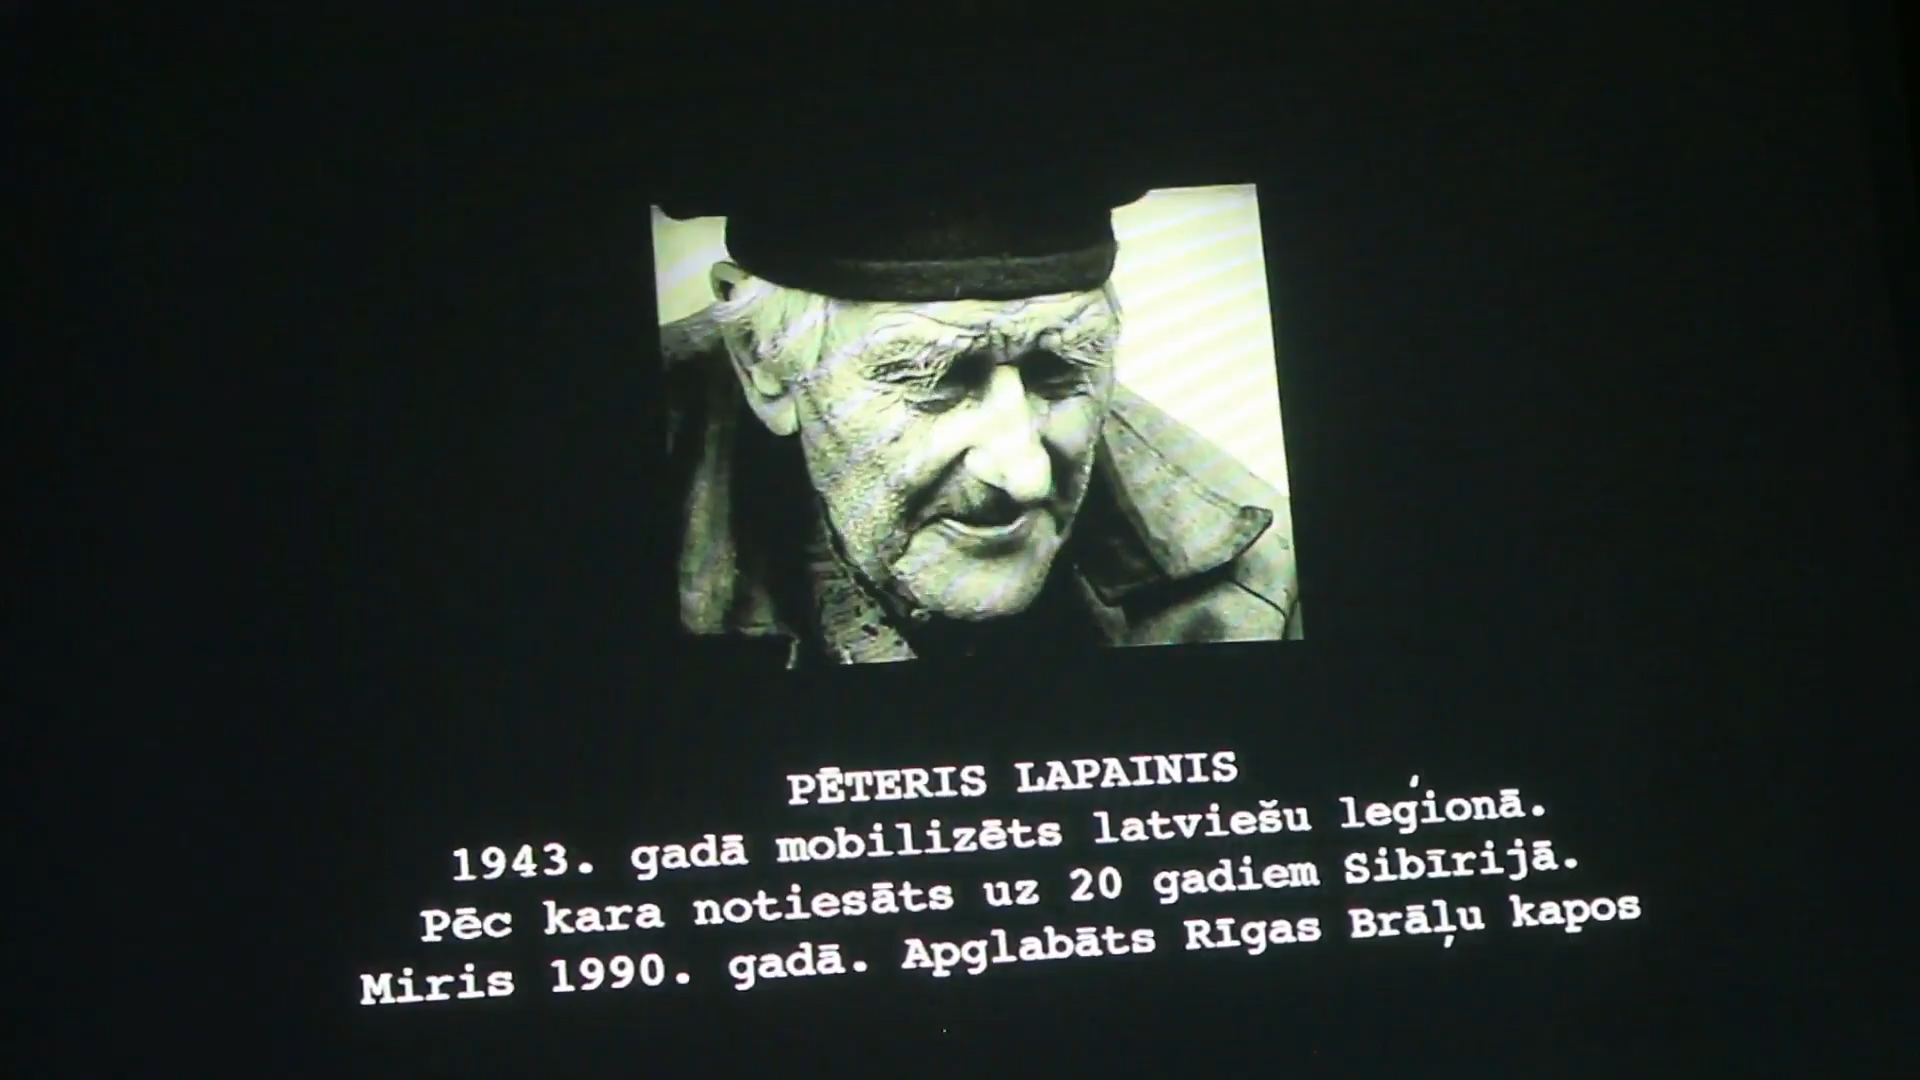 PĒTERIS LAPAINIS
1943. gadā mobilizēts latviešu leģionā.
Pēc kara notiesāts uz 20 gadiem Sibīrijā.
Miris 1990. gadā. Apglabāts Rīgas Brāļu kapos